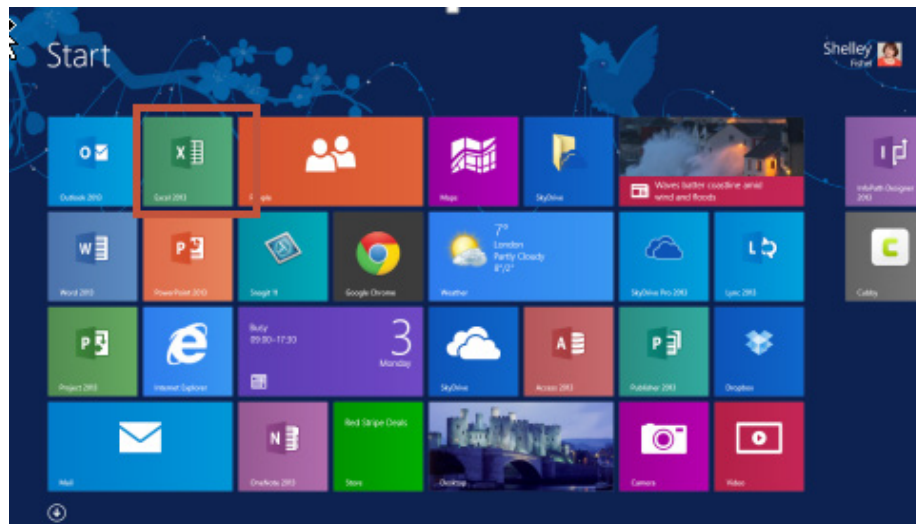 Start
Shelley
Fishel
Outlook 2013
Excel 2013
Maps
SkyDrive
Waves batter coastline amid
wind and floods
InfoPath Designer
2013
Word 2013
PowerPoint 2013
Snagit 11
Google Chrome
7°
London
Partly Cloudy
8°/2°
Weather
SkyDrive Pro 2013
Lync 2013
Cubby
Project 2013
Internet Explorer
Busy
09:00–17:30
3
Monday
SkyDrive
Access 2013
Publisher 2013
Dropbox
Mail
OneNote 2013
Red Stripe Deals
Store
Desktop
Camera
Video